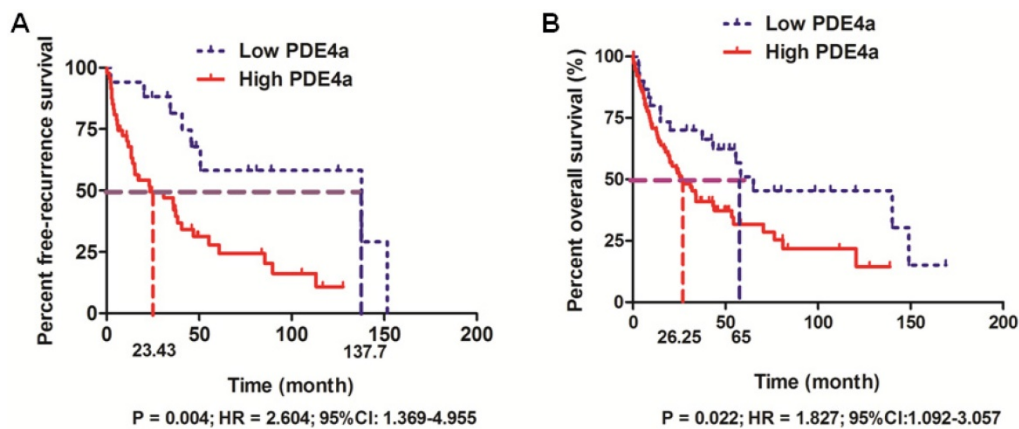 A
Low PDE4a
High PDE4a
Percent free-recurrence survival
100
75
50
25
0
0 50 100 150 200
23.43 137.7
Time (month)
P = 0.004; HR = 2.604; 95%CI: 1.369-4.955
B
Low PDE4a
High PDE4a
Percent overall survival (%)
100
75
50
25
0
0 50 100 150 200
26.25 65
Time (month)
P = 0.022; HR = 1.827; 95%CI:1.092-3.057